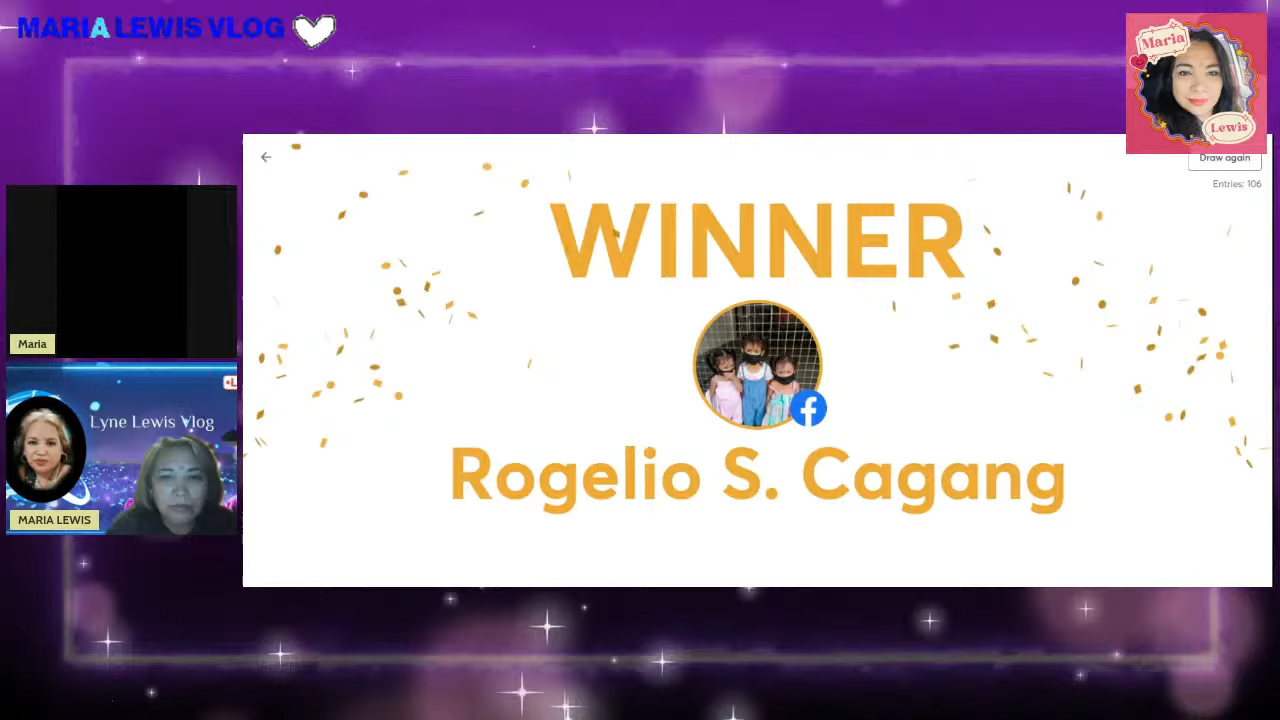 MARIA LEWIS VLOG
Maria
Lewis
Draw again
Entries: 106
WINNER
Rogelio S. Cagang
Maria
Lyne Lewis Vlog
MARIA LEWIS